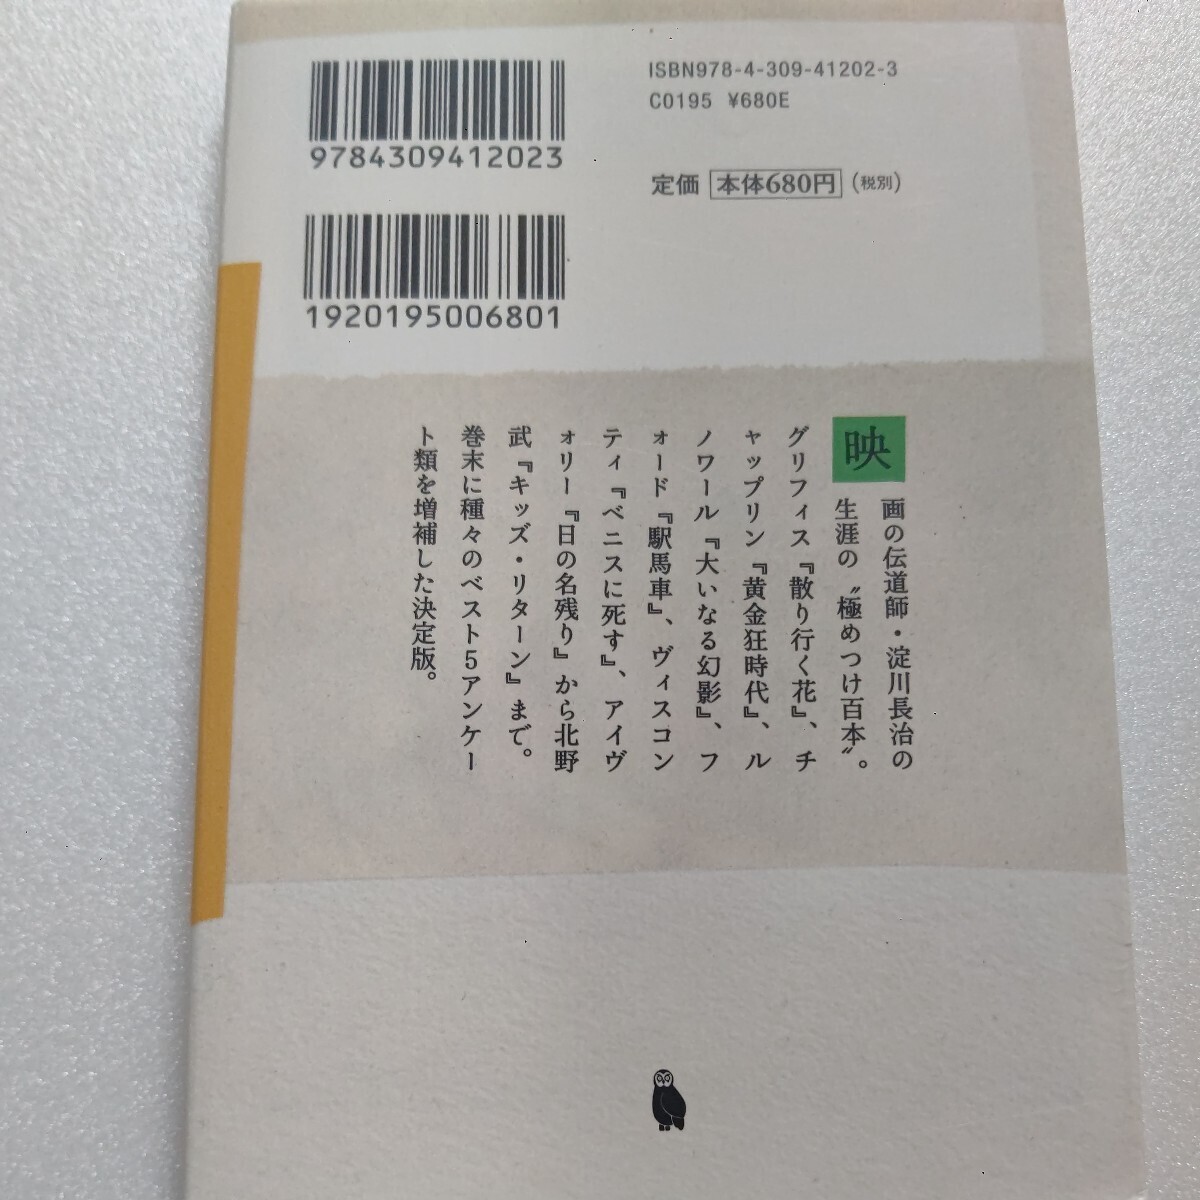 9784309412023
1920195006801
ISBN978-4-309-41202-3
C0195 ¥680E
定価 本体680円 (税別)
映画の伝道師・淀川長治の
生涯の〝極めつけ百本〟。
グリフィス『散り行く花』、チ
ャップリン『黄金狂時代』、ル
ノワール『大いなる幻影』、フ
ォード『駅馬車』、ヴィスコン
ティ『ベニスに死す』、アイヴ
ォリー『日の名残り』から北野
武『キッズ・リターン』まで。
巻末に種々のベスト5アンケー
ト類を増補した決定版。